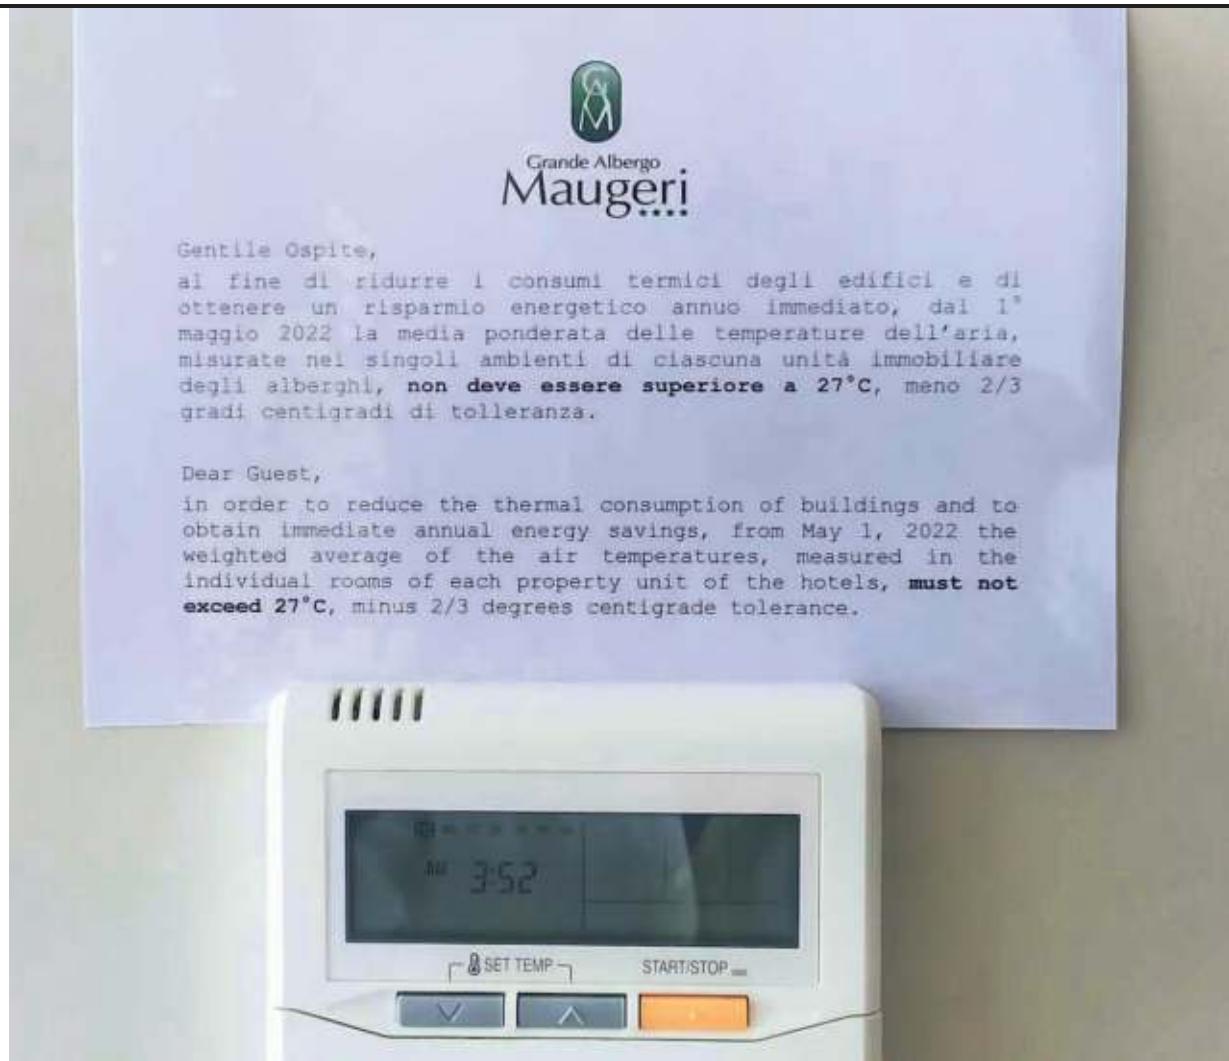 Grande Albergo
Maugeri
Gentile Ospite,
al fine di ridurre i consumi termici degli edifici e di
ottenere un risparmio energetico annuo immediato, dal 1°
maggio 2022 la media ponderata delle temperature dell'aria,
misurate nei singoli ambienti di ciascuna unità immobiliare
degli alberghi, non deve essere superiore a 27°C, meno 2/3
gradi centigradi di tolleranza.
Dear Guest,
in order to reduce the thermal consumption of buildings and to
obtain immediate annual energy savings, from May 1, 2022 the
weighted average of the air temperatures, measured in the
individual rooms of each property unit of the hotels, must not
exceed 27°C, minus 2/3 degrees centigrade tolerance.
3:52
SET TEMP
START/STOP